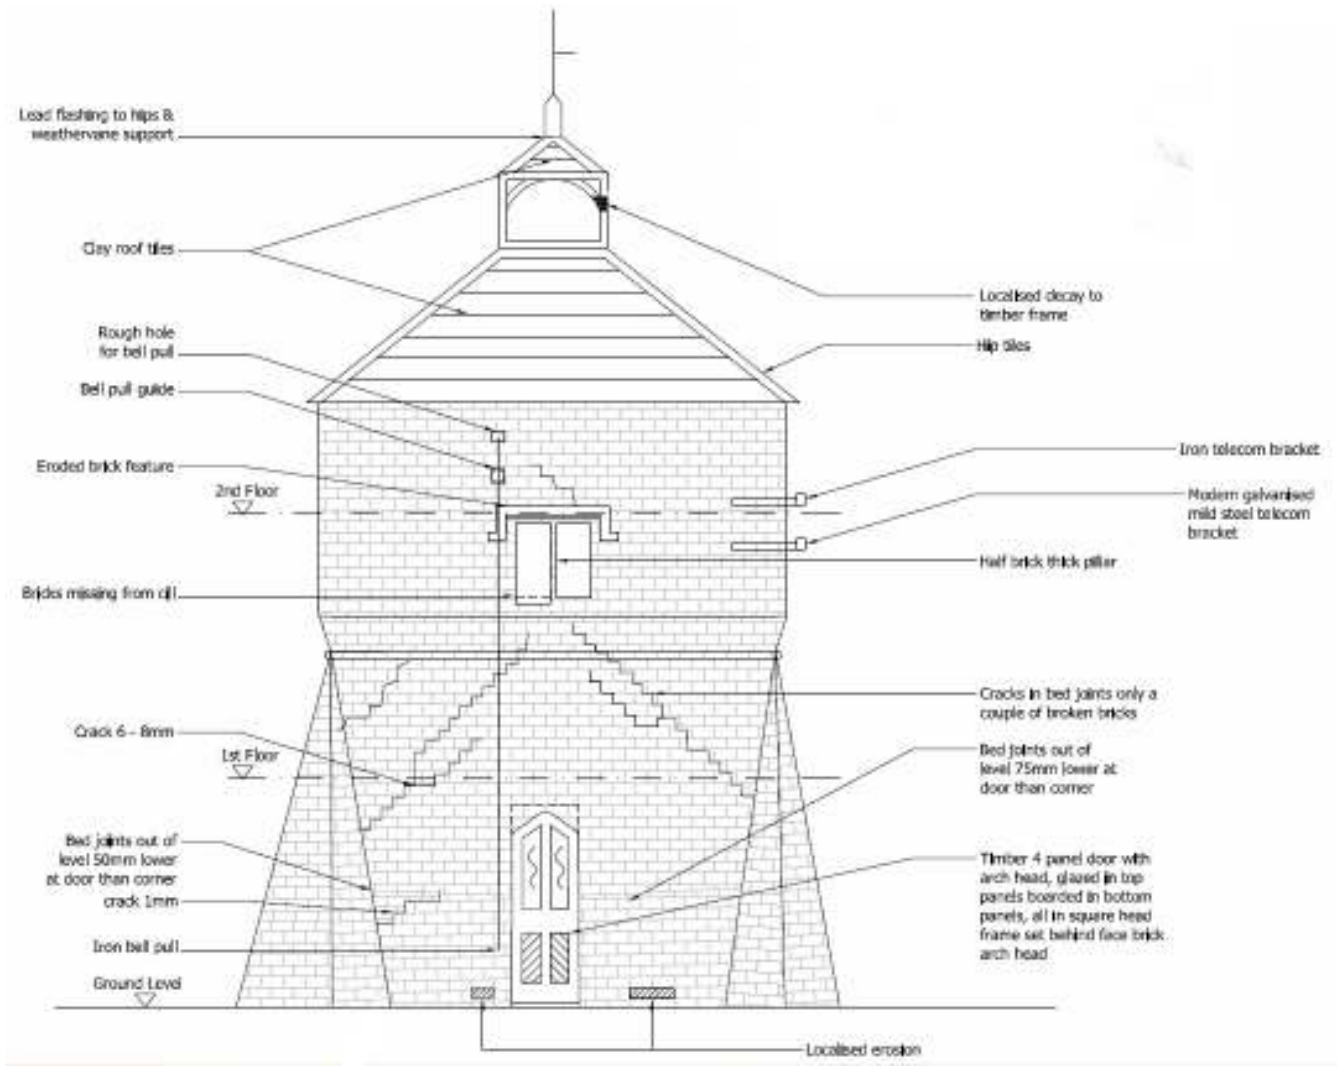 Lead flashing to hips &
weathervane support
Clay roof tiles
Rough hole
for bell pull
Bell pull guide
Eroded brick feature
2nd Floor
Bricks missing from cill
Crack 6 - 8mm
1st Floor
Bed joints out of
level 50mm lower
at door than corner
crack 1mm
Iron bell pull
Ground Level
Localised decay to
timber frame
Hip tiles
Iron telecom bracket
Modern galvanised
mild steel telecom
bracket
Half brick thick pillar
Cracks in bed joints only a
couple of broken bricks
Bed joints out of
level 75mm lower at
door than corner
Timber 4 panel door with
arch head, glazed in top
panels boarded in bottom
panels, all in square head
frame set behind face brick
arch head
Localised erosion